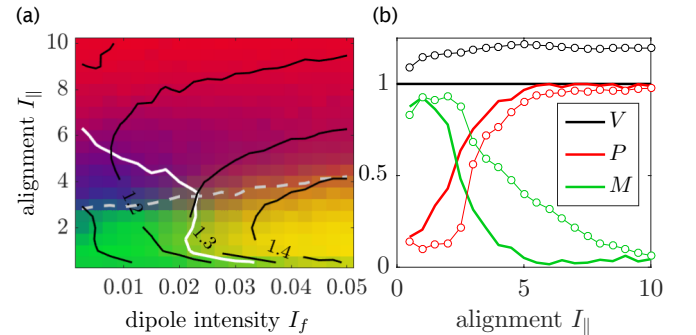 (a)
(b)
alignment I∥
10
8
6
4
2
1.2
1.3
1.4
0.01 0.02 0.03 0.04 0.05
dipole intensity I_f
1
0.5
0
V
P
M
0 5 10
alignment I∥